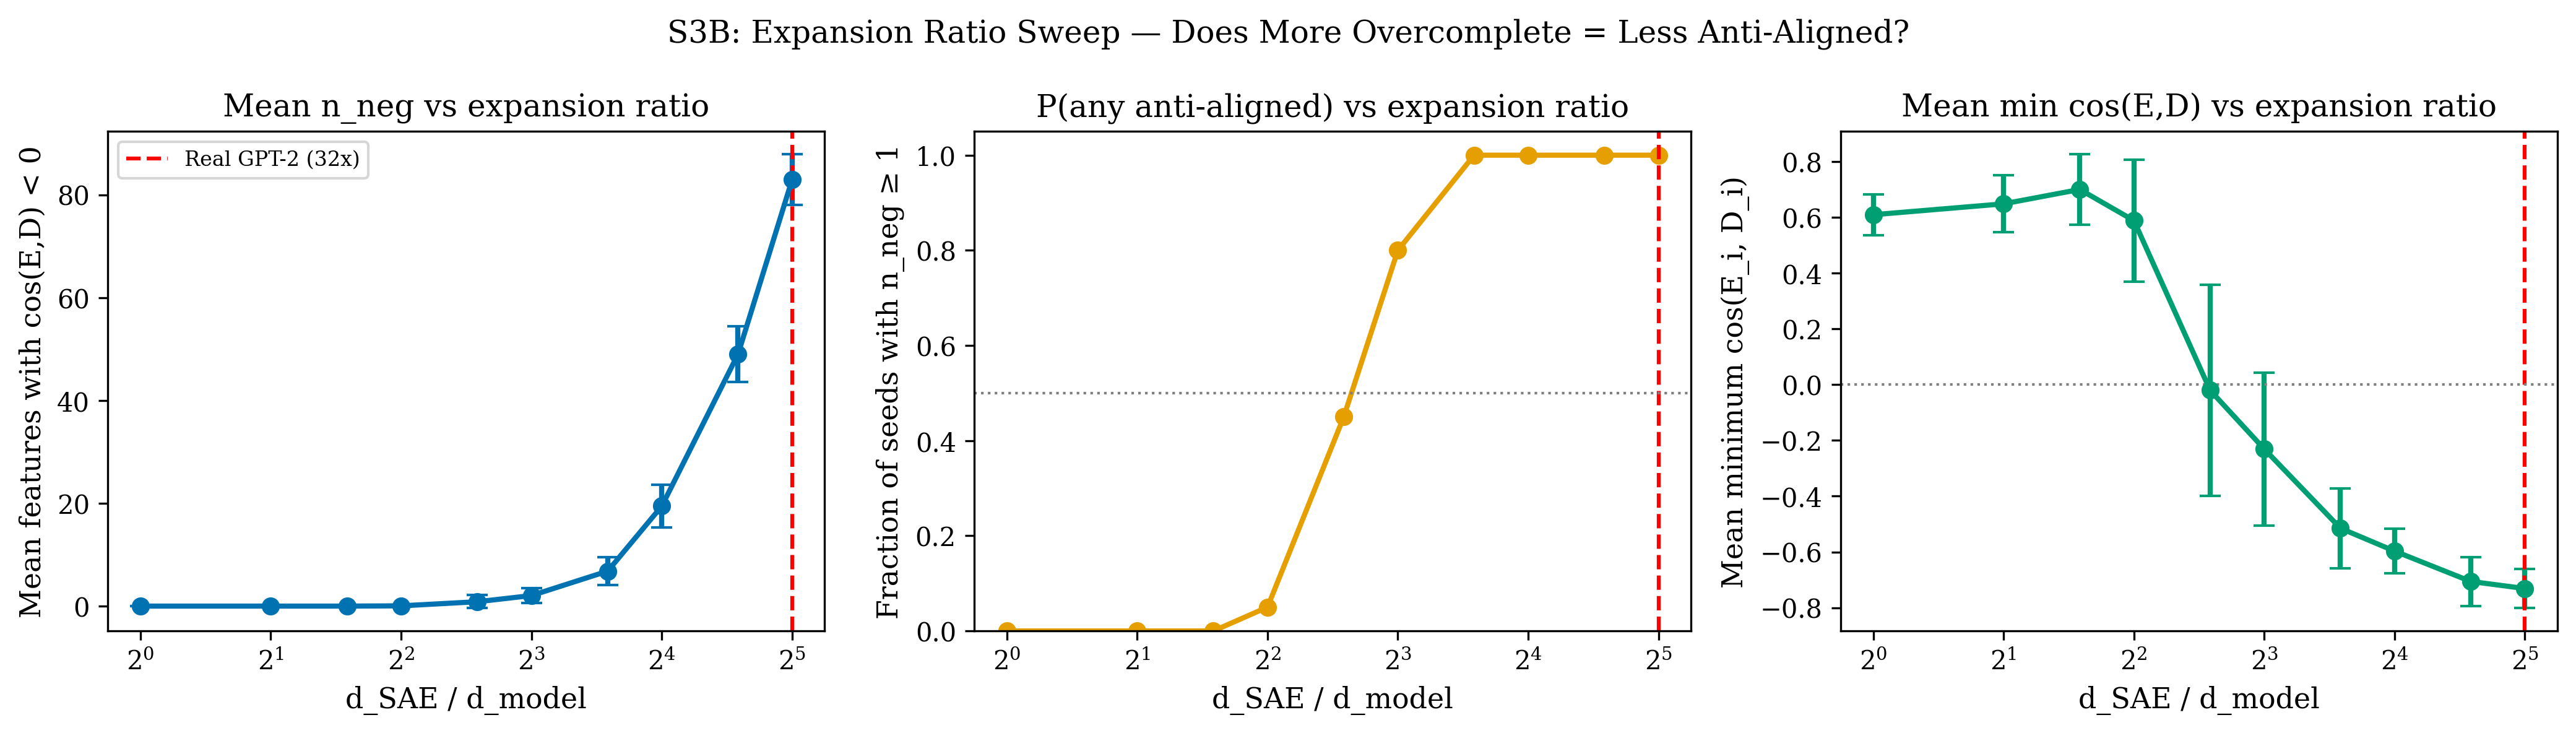 S3B: Expansion Ratio Sweep — Does More Overcomplete = Less Anti-Aligned?
Mean n_neg vs expansion ratio
Mean features with cos(E,D) < 0
80
60
40
20
0
Real GPT-2 (32x)
2⁰ 2¹ 2² 2³ 2⁴ 2⁵
d_SAE / d_model
P(any anti-aligned) vs expansion ratio
Fraction of seeds with n_neg ≥ 1
1.0
0.8
0.6
0.4
0.2
0.0
2⁰ 2¹ 2² 2³ 2⁴ 2⁵
d_SAE / d_model
Mean min cos(E,D) vs expansion ratio
Mean minimum cos(E_i, D_i)
0.8
0.6
0.4
0.2
0.0
−0.2
−0.4
−0.6
−0.8
2⁰ 2¹ 2² 2³ 2⁴ 2⁵
d_SAE / d_model